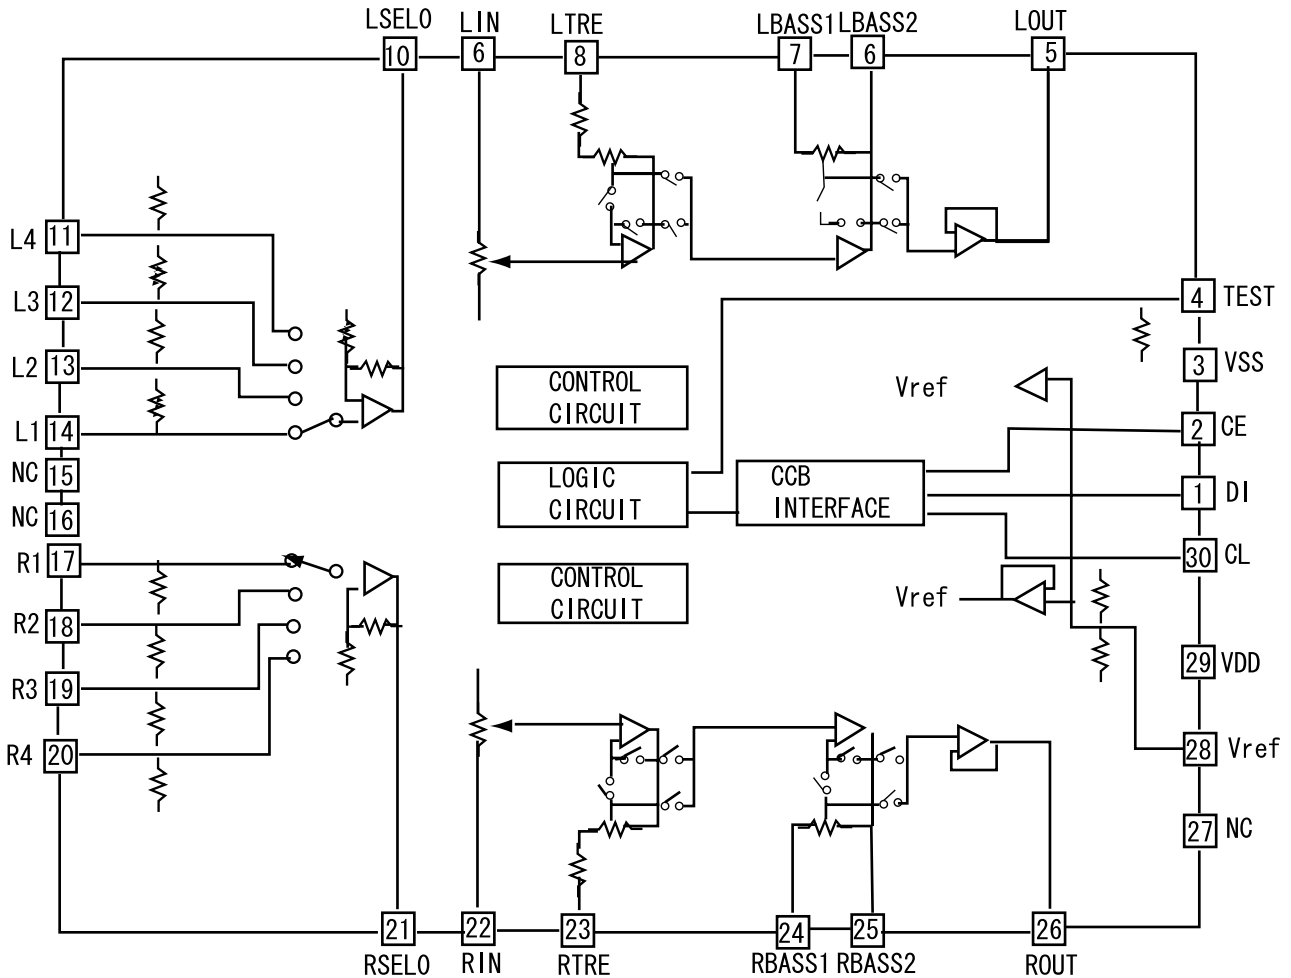 LSELO LIN LTRE LBASS1 LBASS2 LOUT
10 6 8 7 6 5
L4 11
L3 12
L2 13
L1 14
NC 15
NC 16
R1 17
R2 18
R3 19
R4 20
4 TEST
3 VSS
2 CE
1 DI
30 CL
29 VDD
28 Vref
27 NC
CONTROL
CIRCUIT
LOGIC
CIRCUIT
CCB
INTERFACE
CONTROL
CIRCUIT
Vref
Vref
21 22 23 24 25 26
RSELO RIN RTRE RBASS1 RBASS2 ROUT